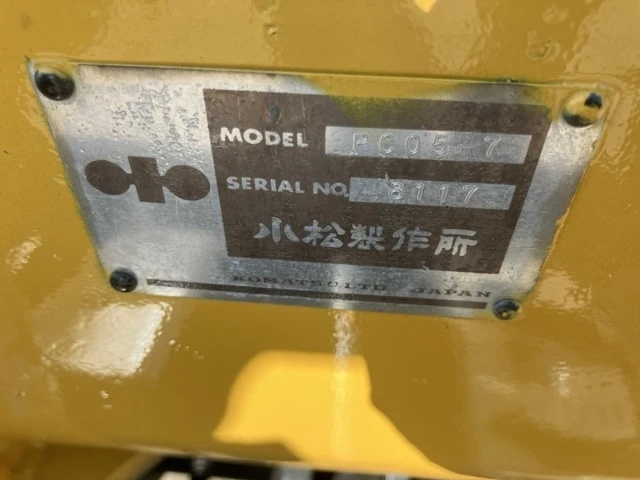 MODEL PC05-7
SERIAL NO. 8117
小松製作所
KOMATSU LTD. JAPAN